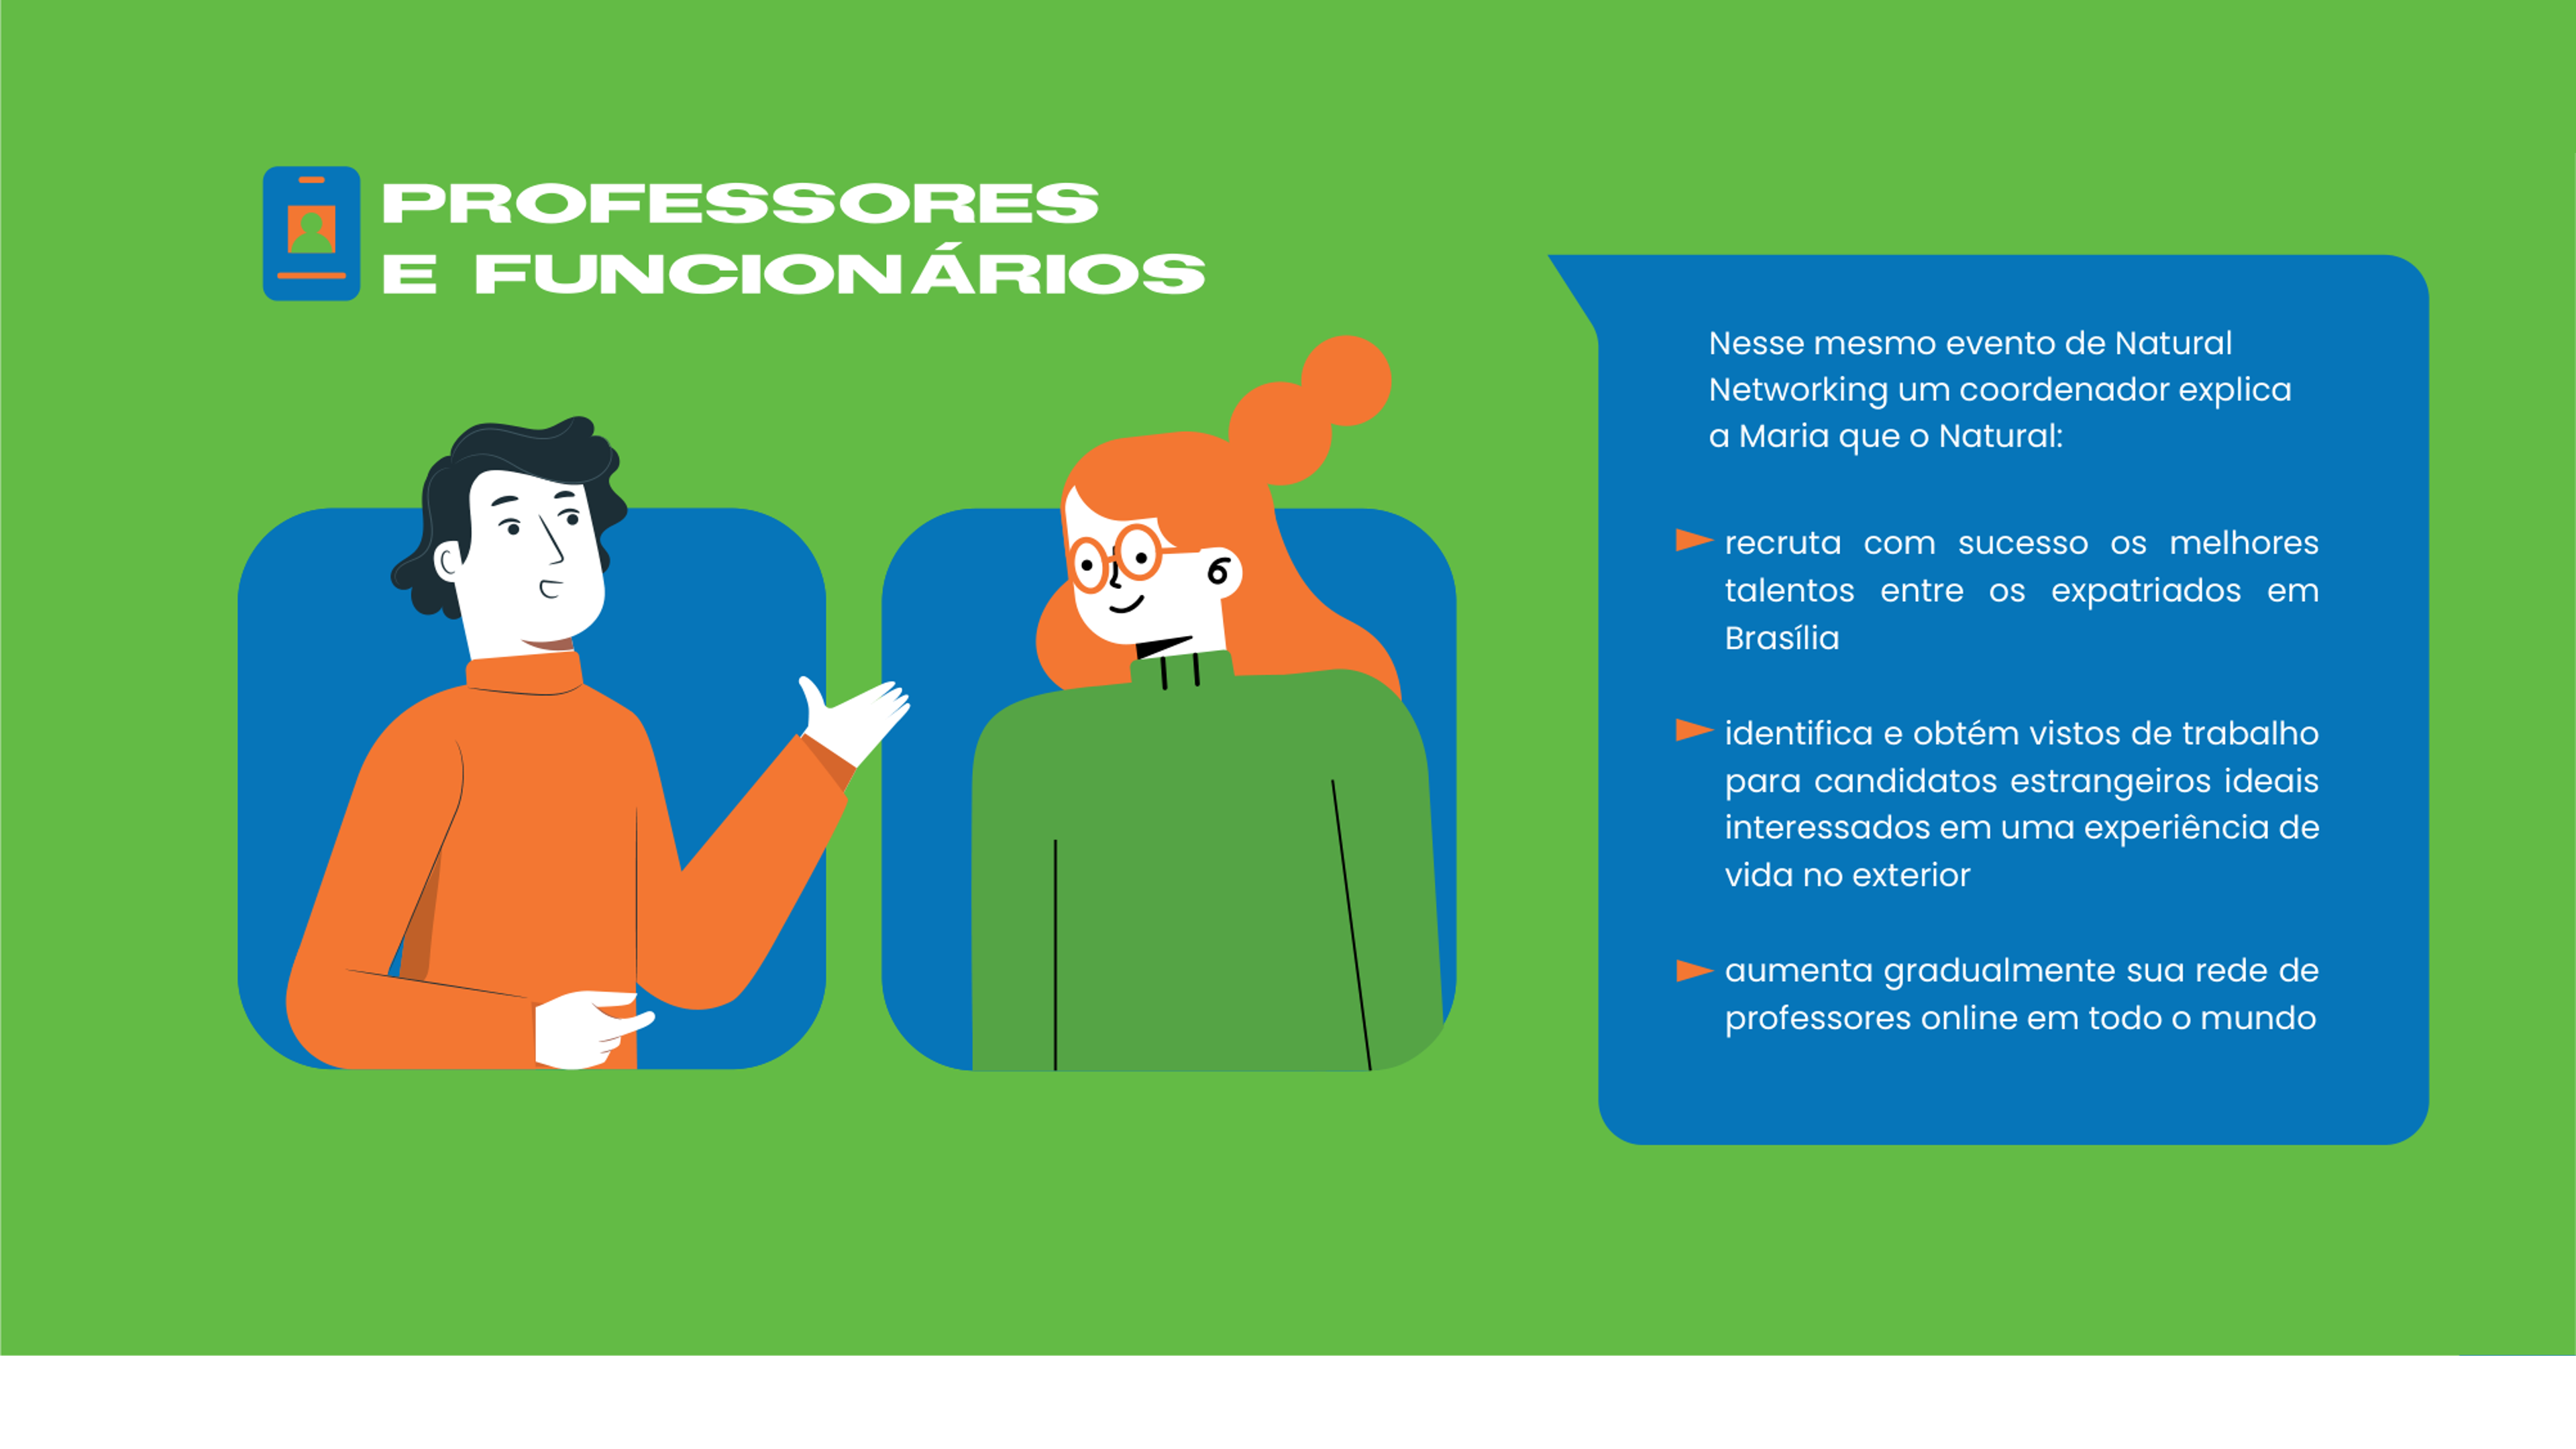 PROFESSORES
E FUNCIONÁRIOS
Nesse mesmo evento de Natural
Networking um coordenador explica
a Maria que o Natural:
recruta com sucesso os melhores
talentos entre os expatriados em
Brasília
identifica e obtém vistos de trabalho
para candidatos estrangeiros ideais
interessados em uma experiência de
vida no exterior
aumenta gradualmente sua rede de
professores online em todo o mundo